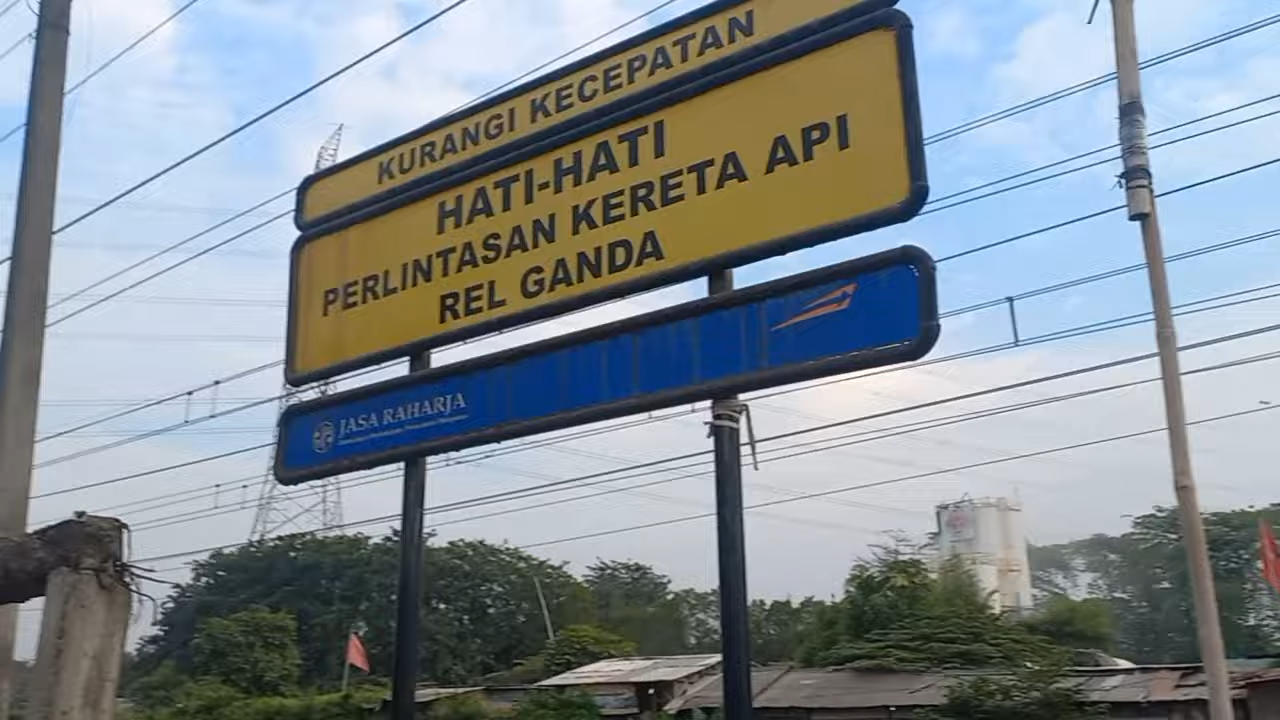 KURANGI KECEPATAN
HATI-HATI
PERLINTASAN KERETA API
REL GANDA
JASA RAHARJA